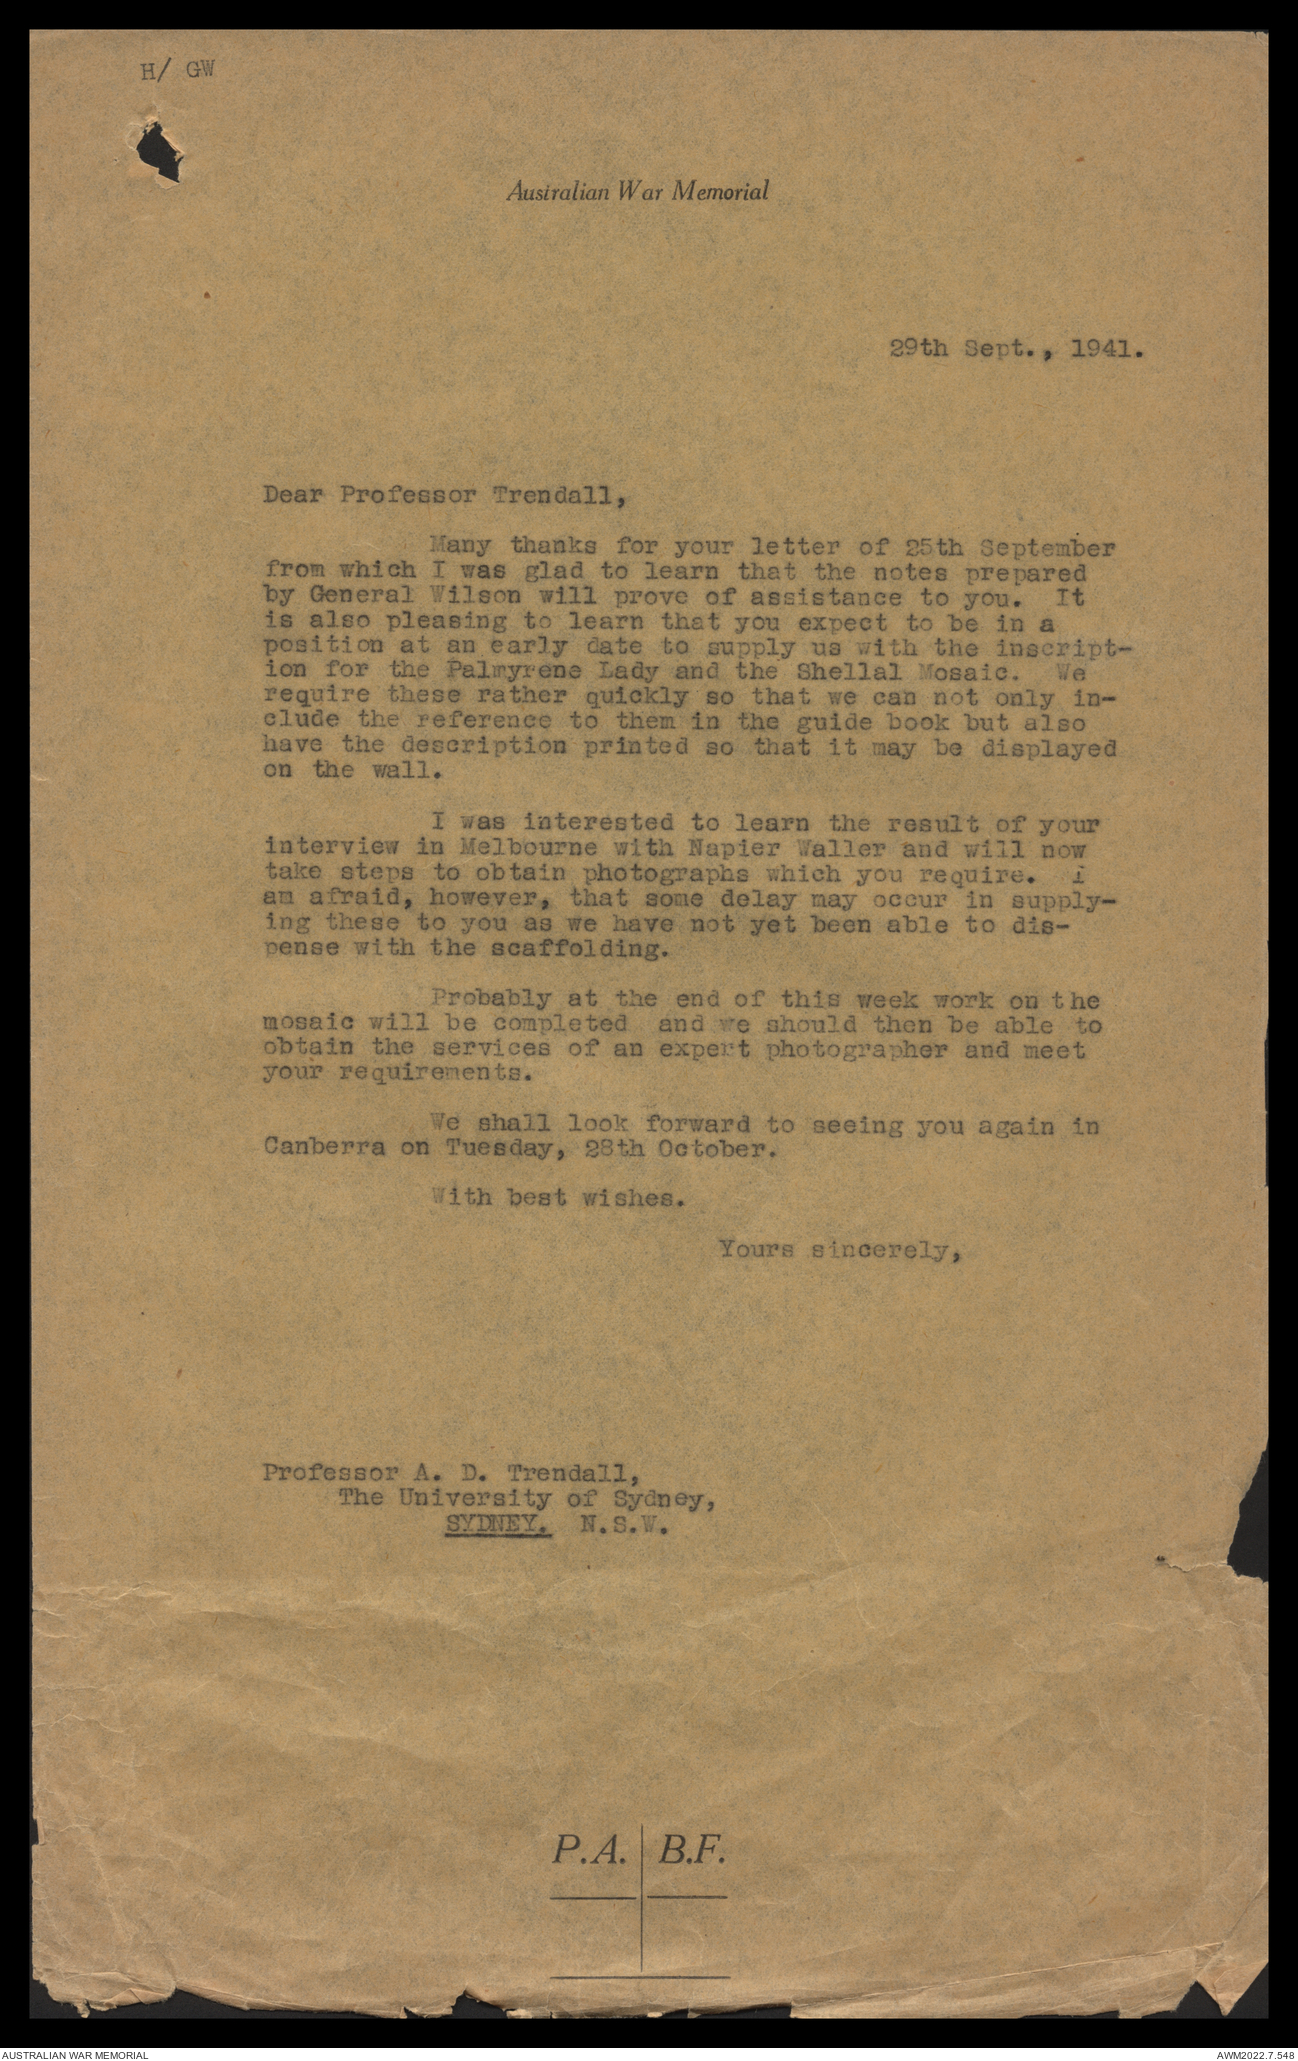 H/ GW
Australian War Memorial
29th Sept., 1941.
Dear Professor Trendall,
Many thanks for your letter of 25th September
from which I was glad to learn that the notes prepared
by General Wilson will prove of assistance to you. It
is also pleasing to learn that you expect to be in a
position at an early date to supply us with the inscript-
ion for the Palmyrene Lady and the Shellal Mosaic. We
require these rather quickly so that we can not only in-
clude the reference to them in the guide book but also
have the description printed so that it may be displayed
on the wall.
I was interested to learn the result of your
interview in Melbourne with Napier Waller and will now
take steps to obtain photographs which you require. I
am afraid, however, that some delay may occur in supply-
ing these to you as we have not yet been able to dis-
pense with the scaffolding.
Probably at the end of this week work on the
mosaic will be completed and we should then be able to
obtain the services of an expert photographer and meet
your requirements.
We shall look forward to seeing you again in
Canberra on Tuesday, 28th October.
With best wishes.
Yours sincerely,
Professor A. D. Trendall,
The University of Sydney,
SYDNEY. N.S.W.
P.A. B.F.
AUSTRALIAN WAR MEMORIAL
AWM2022.7.548